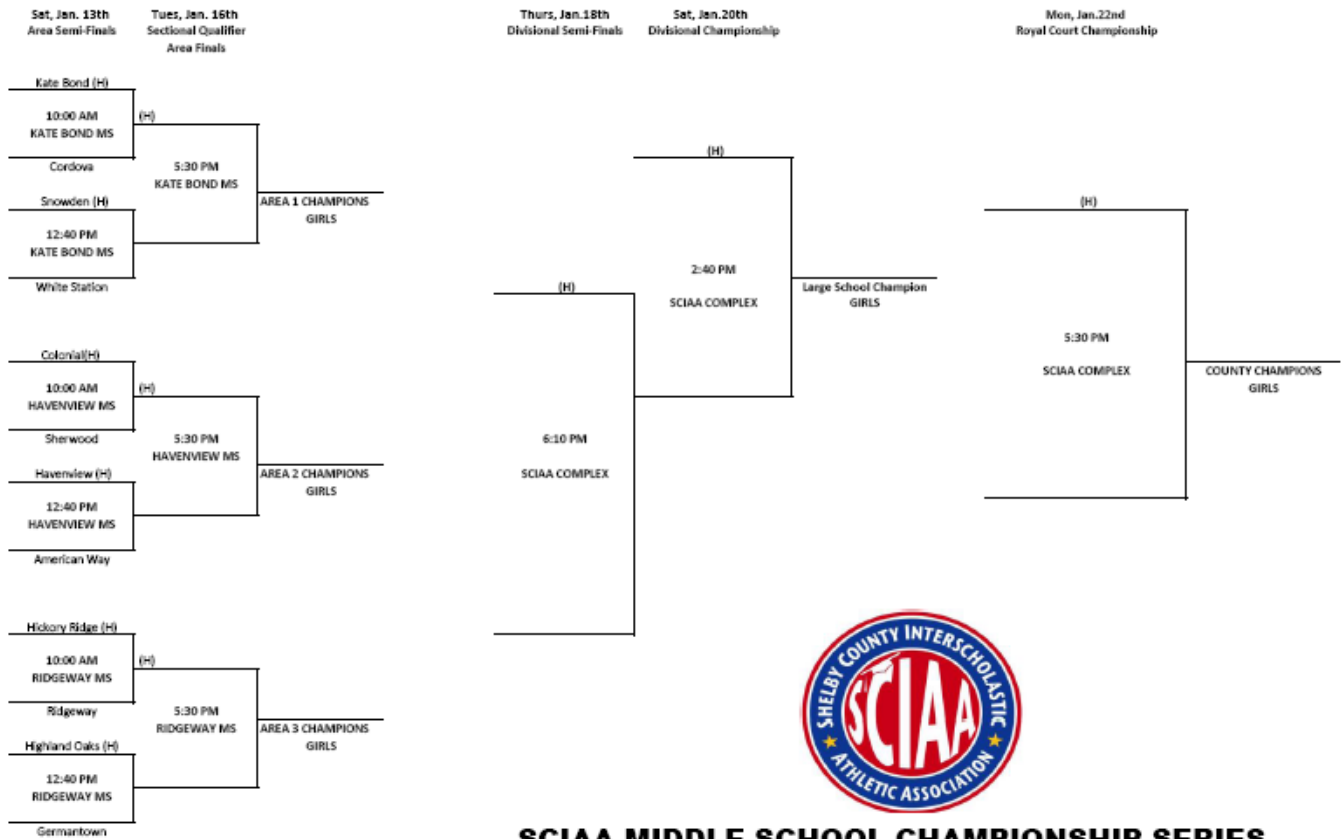 Sat, Jan. 13th
Area Semi-Finals
Tues, Jan. 16th
Sectional Qualifier
Area Finals
Thurs, Jan.18th
Divisional Semi-Finals
Sat, Jan.20th
Divisional Championship
Mon, Jan.22nd
Royal Court Championship
Kate Bond (H)
10:00 AM
KATE BOND MS
Cordova
(H)
5:30 PM
KATE BOND MS
Snowden (H)
12:40 PM
KATE BOND MS
White Station
AREA 1 CHAMPIONS
GIRLS
Colonial(H)
10:00 AM
HAVENVIEW MS
Sherwood
(H)
5:30 PM
HAVENVIEW MS
Havenview (H)
12:40 PM
HAVENVIEW MS
American Way
AREA 2 CHAMPIONS
GIRLS
Hickory Ridge (H)
10:00 AM
RIDGEWAY MS
Ridgeway
(H)
5:30 PM
RIDGEWAY MS
Highland Oaks (H)
12:40 PM
RIDGEWAY MS
Germantown
AREA 3 CHAMPIONS
GIRLS
(H)
6:10 PM
SCIAA COMPLEX
(H)
2:40 PM
SCIAA COMPLEX
Large School Champion
GIRLS
(H)
5:30 PM
SCIAA COMPLEX
COUNTY CHAMPIONS
GIRLS
SHELBY COUNTY INTERSCHOLASTIC
SCIAA
ATHLETIC ASSOCIATION
SCIAA MIDDLE SCHOOL CHAMPIONSHIP SERIES